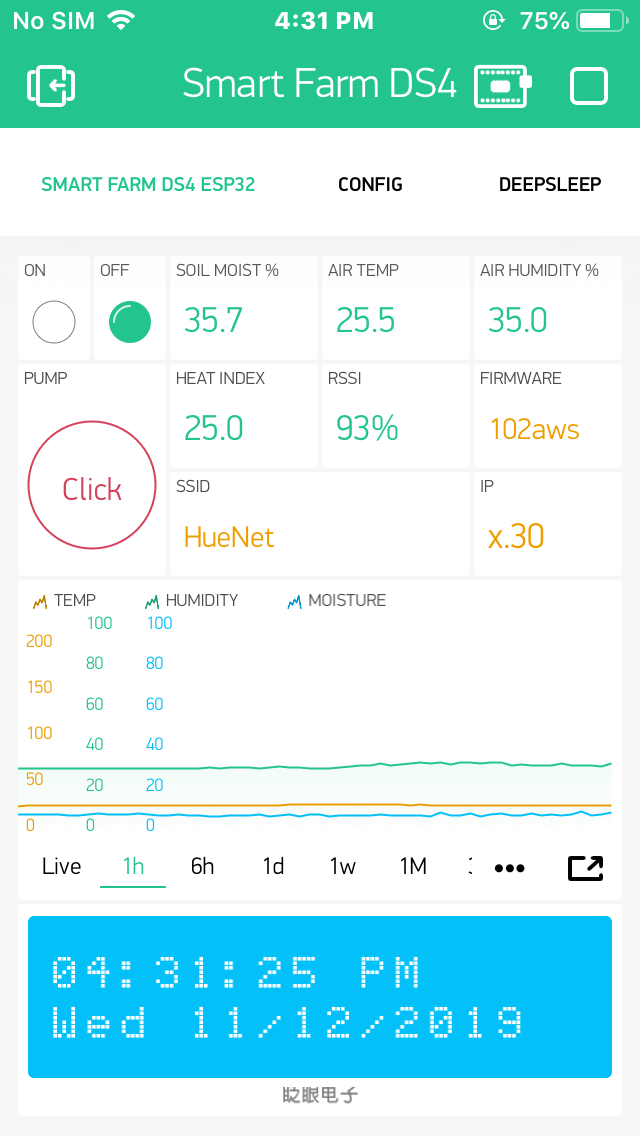 No SIM 4:31 PM 75%
Smart Farm DS4
SMART FARM DS4 ESP32 CONFIG DEEPSLEEP
ON OFF SOIL MOIST % AIR TEMP AIR HUMIDITY %
35.7 25.5 35.0
PUMP HEAT INDEX RSSI FIRMWARE
25.0 93% 102aws
Click
SSID IP
HueNet x.30
TEMP HUMIDITY MOISTURE
100 100
200
80 80
150
60 60
100
40 40
50
20 20
0 0 0
Live 1h 6h 1d 1w 1M
04:31:25 PM
Wed 11/12/2019
眨眼电子